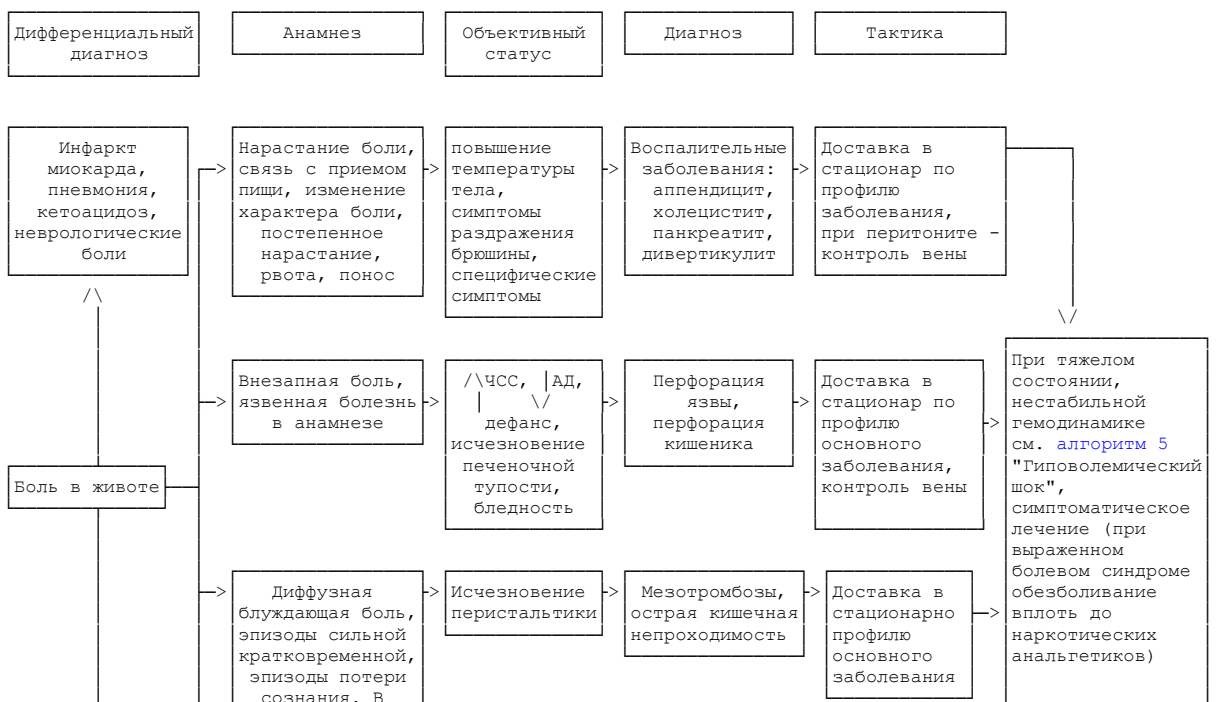 Дифференциальный
диагноз
Анамнез
Объективный
статус
Диагноз
Тактика
Инфаркт
миокарда,
пневмония,
кетоацидоз,
неврологические
боли
Нарастание боли,
связь с приемом
пищи, изменение
характера боли,
постепенное
нарастание,
рвота, понос
повышение
температуры
тела,
симптомы
раздражения
брюшины,
специфические
симптомы
Воспалительные
заболевания:
аппендицит,
холецистит,
панкреатит,
дивертикулит
Доставка в
стационар по
профилю
заболевания,
при перитоните -
контроль вены
Боль в животе
Внезапная боль,
язвенная болезнь
в анамнезе
/\ЧСС, |АД,
| \/
дефанс,
исчезновение
печеночной
тупости,
бледность
Перфорация
язвы,
перфорация
кишеника
Доставка в
стационар по
профилю
основного
заболевания,
контроль вены
При тяжелом
состоянии,
нестабильной
гемодинамике
см. алгоритм 5
"Гиповолемический
шок",
симптоматическое
лечение (при
выраженном
болевом синдроме
обезболивание
вплоть до
наркотических
анальгетиков)
Диффузная
блуждающая боль,
эпизоды сильной
кратковременной,
эпизоды потери
сознания. В
Исчезновение
перистальтики
Мезотромбозы,
острая кишечная
непроходимость
Доставка в
стационарно
профилю
основного
заболевания